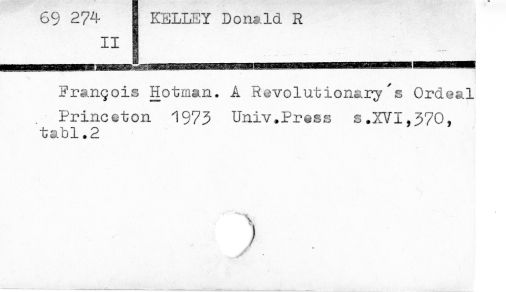 69 274 KELLEY Donald R
II
François Hotman. A Revolutionary´s Ordeal
Princeton 1973 Univ.Press s.XVI,370,
tabl.2